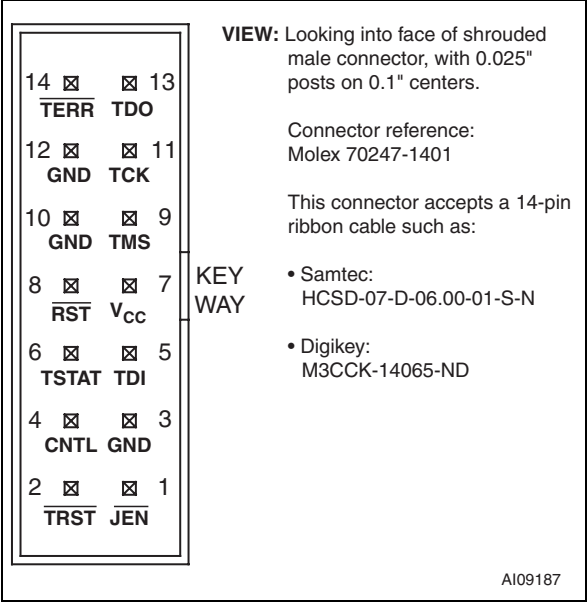 14 13
TERR TDO
12 11
GND TCK
10 9
GND TMS
8 7
RST VCC
6 5
TSTAT TDI
4 3
CNTL GND
2 1
TRST JEN
KEY
WAY
VIEW: Looking into face of shrouded
male connector, with 0.025"
posts on 0.1" centers.
Connector reference:
Molex 70247-1401
This connector accepts a 14-pin
ribbon cable such as:
• Samtec:
HCSD-07-D-06.00-01-S-N
• Digikey:
M3CCK-14065-ND
AI09187